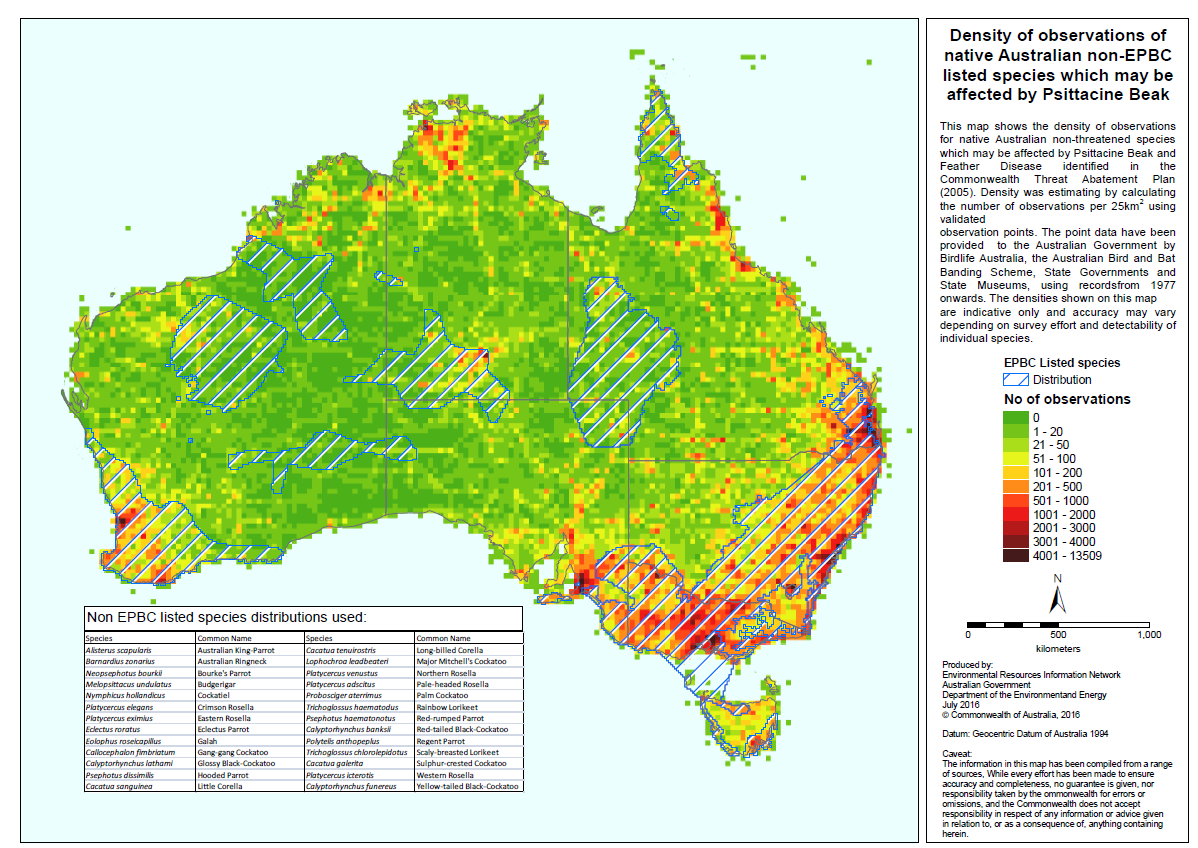 Density of observations of
native Australian non-EPBC
listed species which may be
affected by Psittacine Beak
This map shows the density of observations
for native Australian non-threatened species
which may be affected by Psittacine Beak and
Feather Disease identified in the
Commonwealth Threat Abatement Plan
(2005). Density was estimating by calculating
the number of observations per 25km² using
validated
observation points. The point data have been
provided to the Australian Government by
Birdlife Australia, the Australian Bird and Bat
Banding Scheme, State Governments and
State Museums, using recordsfrom 1977
onwards. The densities shown on this map
are indicative only and accuracy may vary
depending on survey effort and detectability of
individual species.
EPBC Listed species
Distribution
No of observations
0
1 - 20
21 - 50
51 - 100
101 - 200
201 - 500
501 - 1000
1001 - 2000
2001 - 3000
3001 - 4000
4001 - 13509
N
0 500 1,000
kilometers
Produced by:
Environmental Resources Information Network
Australian Government
Department of the Environmentand Energy
July 2016
© Commonwealth of Australia, 2016
Datum: Geocentric Datum of Australia 1994
Caveat:
The information in this map has been compiled from a range
of sources, While every effort has been made to ensure
accuracy and completeness, no guarantee is given, nor
responsibility taken by the ommonwealth for errors or
omissions, and the Commonwealth does not accept
responsibility in respect of any information or advice given
in relation to, or as a consequence of, anything containing
herein.
Non EPBC listed species distributions used:
Species Common Name Species Common Name
Alisterus scapularis Australian King-Parrot Cacatua tenuirostris Long-billed Corella
Barnardius zonarius Australian Ringneck Lophochroa leadbeateri Major Mitchell's Cockatoo
Neopsephotus bourkii Bourke's Parrot Platycercus venustus Northern Rosella
Melopsittacus undulatus Budgerigar Platycercus adscitus Pale-headed Rosella
Nymphicus hollandicus Cockatiel Probosciger aterrimus Palm Cockatoo
Platycercus elegans Crimson Rosella Trichoglossus haematodus Rainbow Lorikeet
Platycercus eximius Eastern Rosella Psephotus haematonotus Red-rumped Parrot
Eclectus roratus Eclectus Parrot Calyptorhynchus banksii Red-tailed Black-Cockatoo
Eolophus roseicapillus Galah Polytelis anthopeplus Regent Parrot
Callocephalon fimbriatum Gang-gang Cockatoo Trichoglossus chlorolepidotus Scaly-breasted Lorikeet
Calyptorhynchus lathami Glossy Black-Cockatoo Cacatua galerita Sulphur-crested Cockatoo
Psephotus dissimilis Hooded Parrot Platycercus icterotis Western Rosella
Cacatua sanguinea Little Corella Calyptorhynchus funereus Yellow-tailed Black-Cockatoo